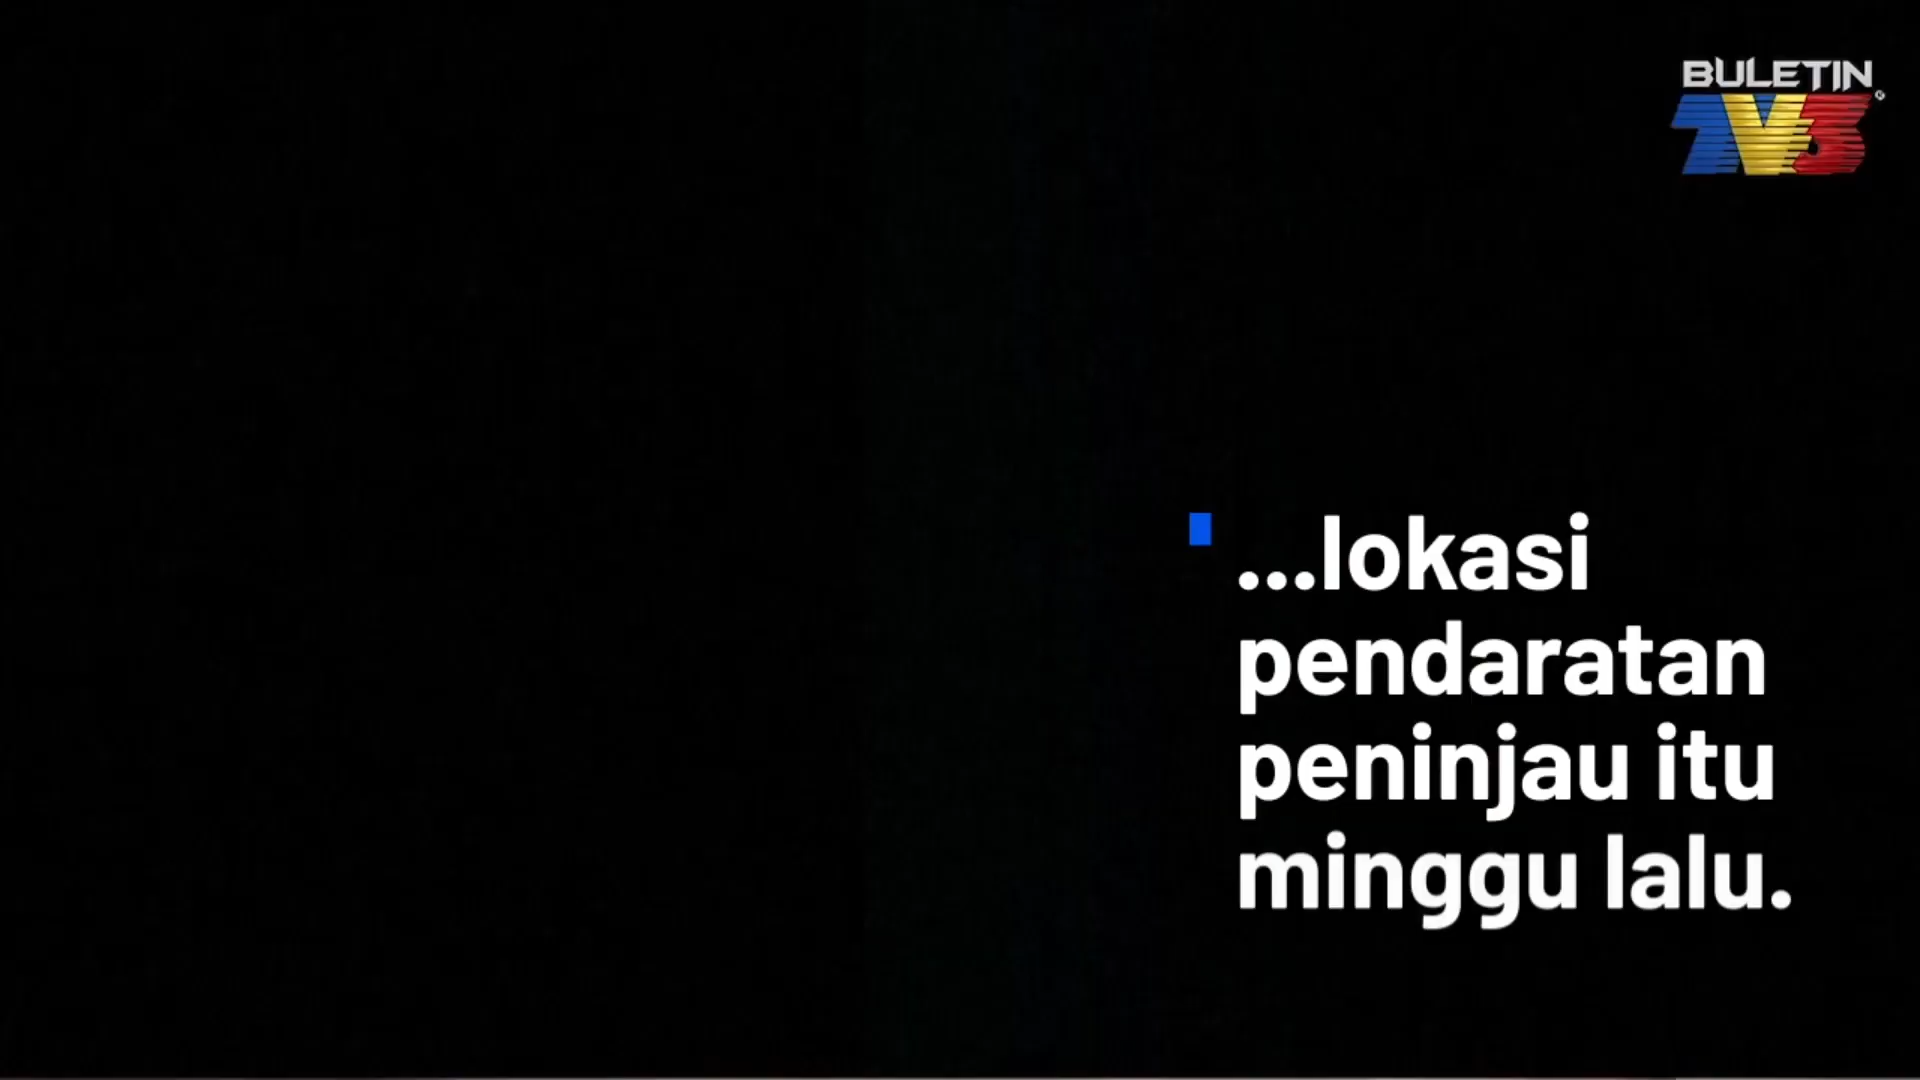 BULETIN
TV3
...lokasi
pendaratan
peninjau itu
minggu lalu.